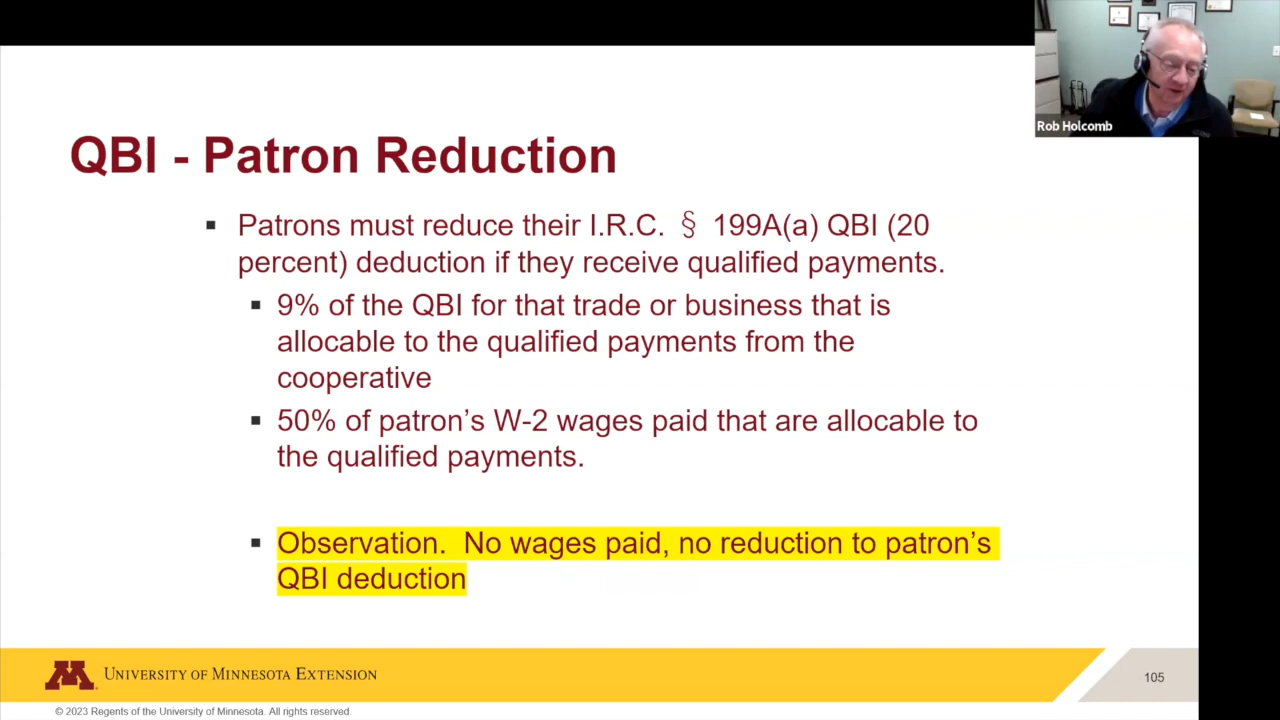 Rob Holcomb
QBI - Patron Reduction
▪ Patrons must reduce their I.R.C. § 199A(a) QBI (20
percent) deduction if they receive qualified payments.
▪ 9% of the QBI for that trade or business that is
allocable to the qualified payments from the
cooperative
▪ 50% of patron’s W-2 wages paid that are allocable to
the qualified payments.
▪ Observation. No wages paid, no reduction to patron’s
QBI deduction
M
UNIVERSITY OF MINNESOTA EXTENSION
105
© 2023 Regents of the University of Minnesota. All rights reserved.